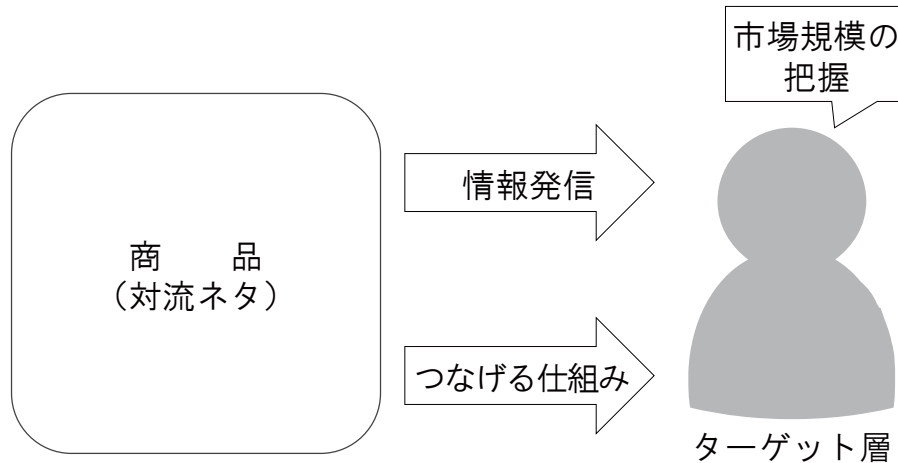 市場規模の
把握
情報発信
商　　品
（対流ネタ）
つなげる仕組み
ターゲット層